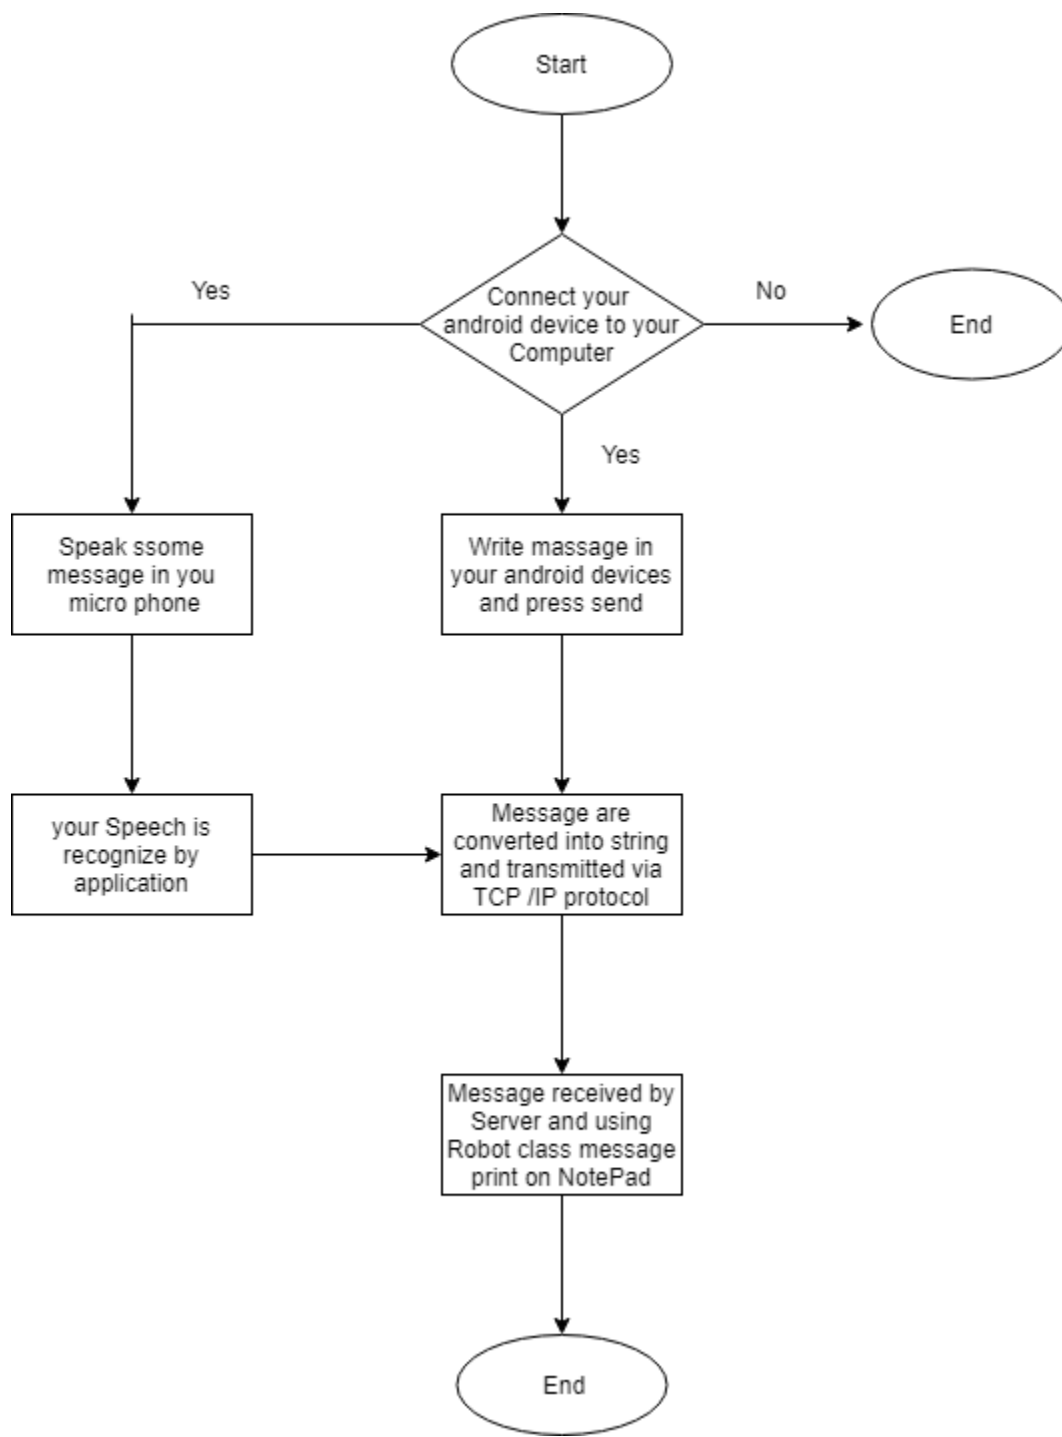 Start
Yes
Connect your
android device to your
Computer
No
End
Yes
Speak ssome
message in you
micro phone
Write massage in
your android devices
and press send
your Speech is
recognize by
application
Message are
converted into string
and transmitted via
TCP /IP protocol
Message received by
Server and using
Robot class message
print on NotePad
End